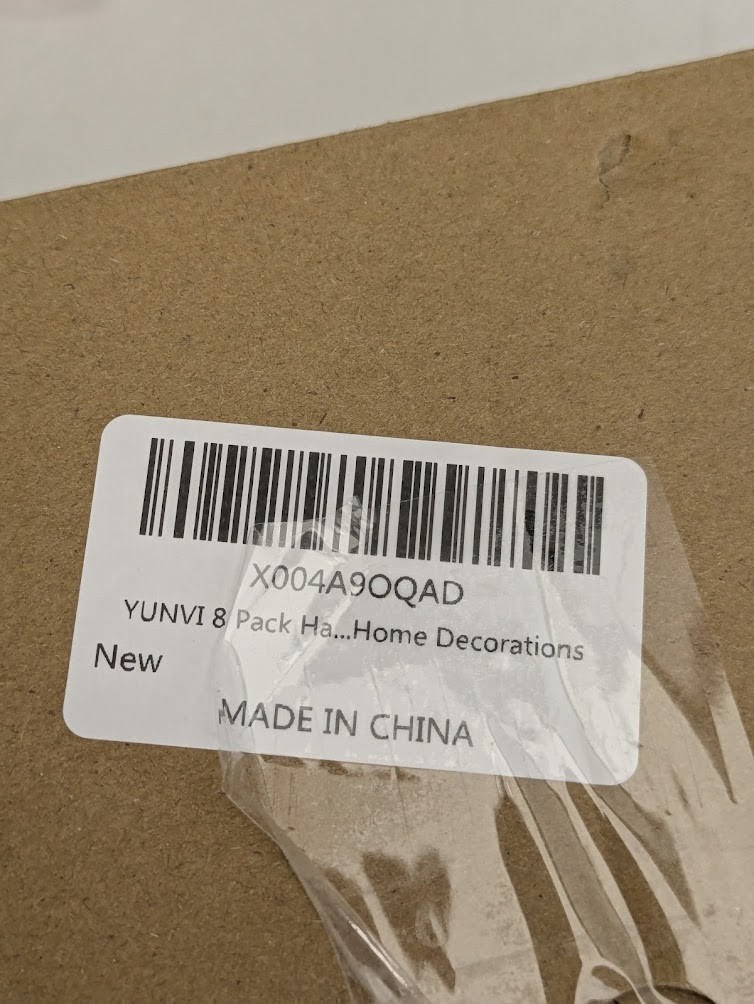 X004A9OQAD
YUNVI 8 Pack Ha...Home Decorations
New
MADE IN CHINA